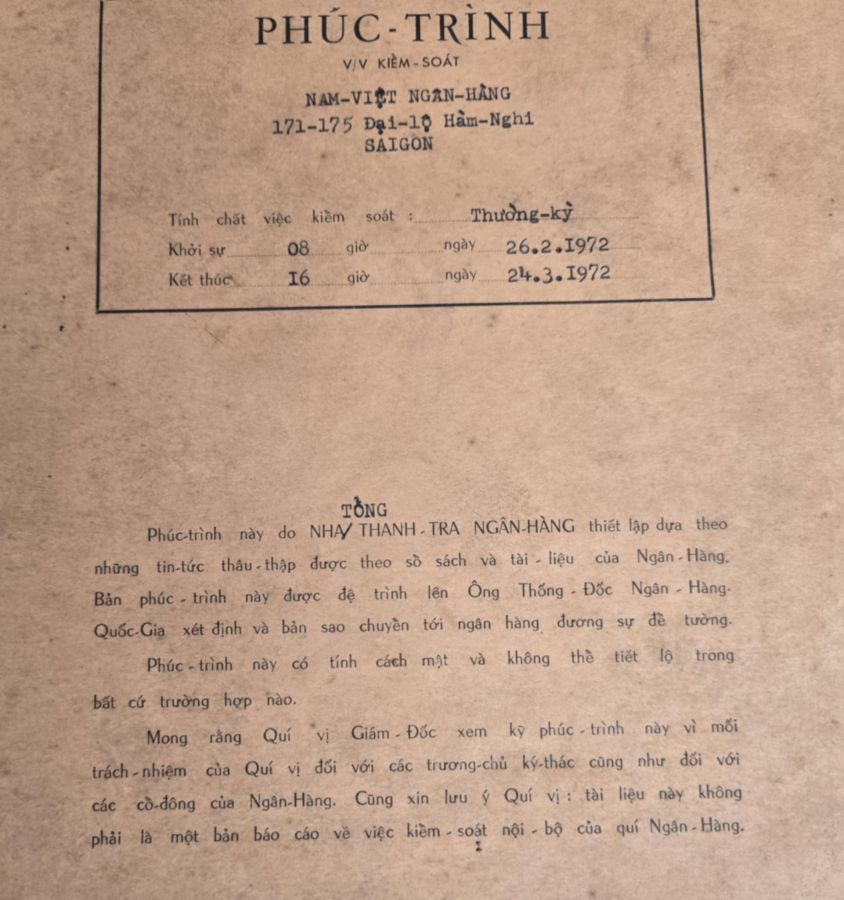 PHÚC-TRÌNH
V/V KIỂM-SOÁT
NAM-VIỆT NGÂN-HÀNG
171-175 Đại-lộ Hàm-Nghi
SAIGON
Tính chất việc kiểm soát : Thường-kỳ
Khởi sự 08 giờ ngày 26.2.I972
Kết thúc I6 giờ ngày 24.3.I972
TỔNG
Phúc-trình này do NHA/ THANH-TRA NGÂN-HÀNG thiết lập dựa theo
những tin-tức thâu-thập được theo sổ sách và tài-liệu của Ngân-Hàng.
Bản phúc-trình này được đệ trình lên Ông Thống-Đốc Ngân-Hàng-
Quốc-Gia xét định và bản sao chuyển tới ngân hàng đương sự để tường.
Phúc-trình này có tính cách mật và không thể tiết lộ trong
bất cứ trường hợp nào.
Mong rằng Quí vị Giám-Đốc xem kỹ phúc-trình này vì mối
trách-nhiệm của Quí vị đối với các trương-chủ ký-thác cũng như đối với
các cổ-đông của Ngân-Hàng. Cũng xin lưu ý Quí vị : tài liệu này không
phải là một bản báo cáo về việc kiểm-soát nội-bộ của quí Ngân-Hàng.
I